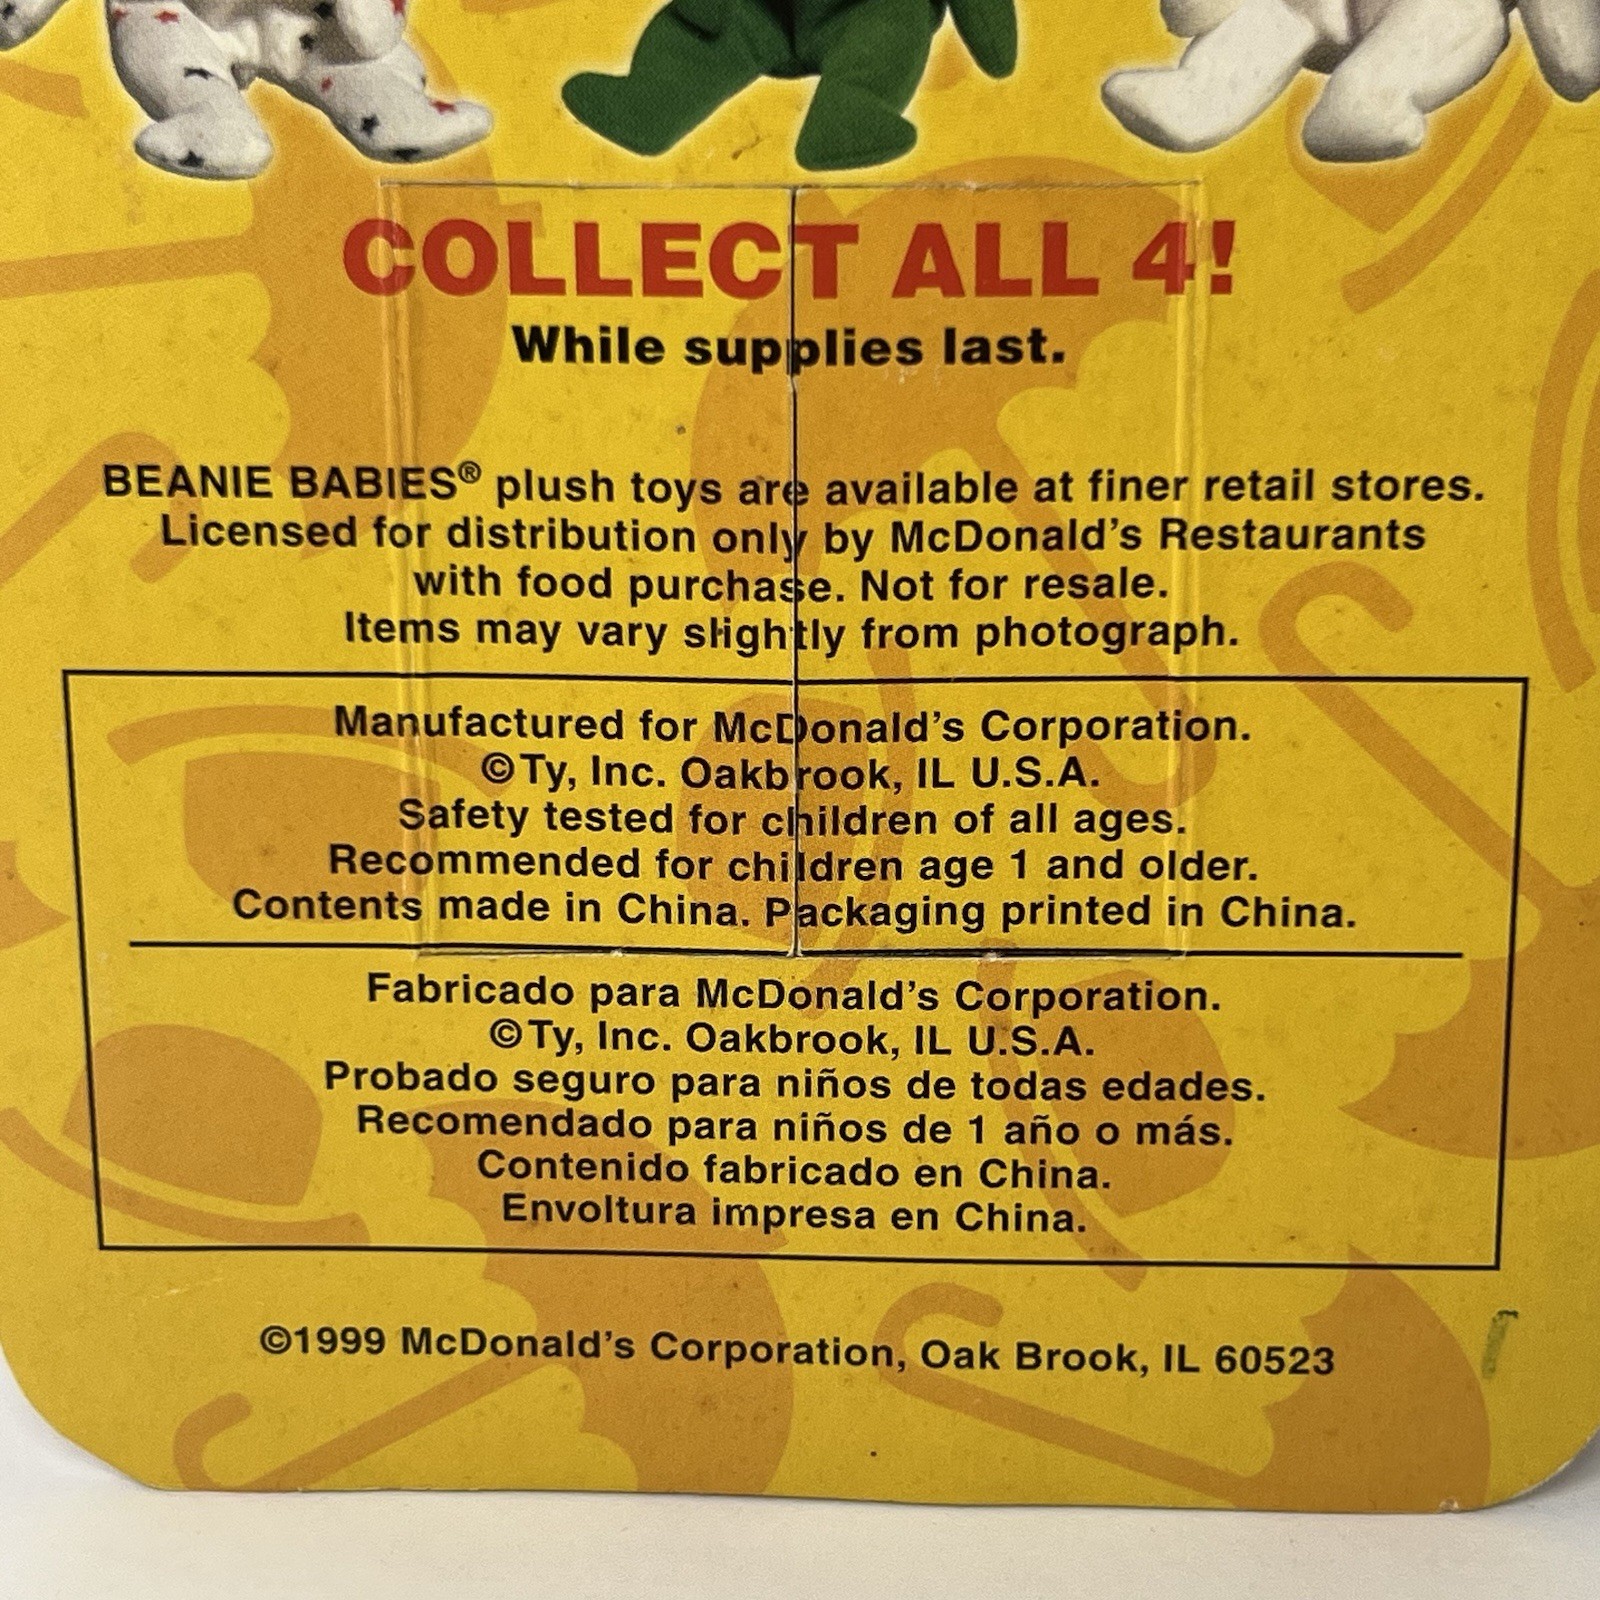 COLLECT ALL 4!
While supplies last.
BEANIE BABIES® plush toys are available at finer retail stores.
Licensed for distribution only by McDonald's Restaurants
with food purchase. Not for resale.
Items may vary slightly from photograph.
Manufactured for McDonald's Corporation.
©Ty, Inc. Oakbrook, IL U.S.A.
Safety tested for children of all ages.
Recommended for children age 1 and older.
Contents made in China. Packaging printed in China.
Fabricado para McDonald's Corporation.
©Ty, Inc. Oakbrook, IL U.S.A.
Probado seguro para niños de todas edades.
Recomendado para niños de 1 año o más.
Contenido fabricado en China.
Envoltura impresa en China.
©1999 McDonald's Corporation, Oak Brook, IL 60523